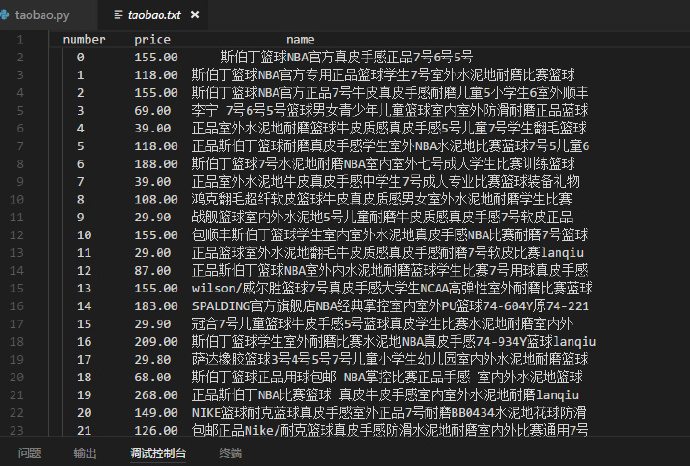 taobao.py taobao.txt ×
1 number price name
2 0 155.00 斯伯丁篮球NBA官方真皮手感正品7号6号5号
3 1 118.00 斯伯丁篮球NBA官方专用正品篮球学生7号室外水泥地耐磨比赛篮球
4 2 155.00 斯伯丁篮球NBA官方正品7号牛皮真皮手感耐磨儿童5小学生6室外顺丰
5 3 69.00 李宁 7号6号5号篮球男女青少年儿童篮球室内室外防滑耐磨正品蓝球
6 4 39.00 正品室外水泥地耐磨篮球牛皮质感真皮手感5号儿童7号学生翻毛蓝球
7 5 118.00 正品斯伯丁篮球耐磨真皮手感学生室外NBA水泥地比赛蓝球7号5儿童6
8 6 188.00 斯伯丁篮球7号水泥地耐磨NBA室内室外七号成人学生比赛训练篮球
9 7 39.00 正品室外水泥地牛皮真皮手感中学生7号成人专业比赛篮球装备礼物
10 8 108.00 鸿克翻毛超纤软皮篮球牛皮真皮质感男女室外水泥地耐磨学生比赛
11 9 29.90 战舰篮球室内外水泥地5号儿童耐磨牛皮质感真皮手感7号软皮正品
12 10 155.00 包顺丰斯伯丁篮球学生室内室外水泥地真皮手感NBA比赛耐磨7号篮球
13 11 29.00 正品篮球室外水泥地翻毛牛皮质感真皮手感耐磨7号软皮比赛lanqiu
14 12 87.00 正品斯伯丁篮球NBA室外内水泥地耐磨蓝球学生比赛7号用球真皮手感
15 13 155.00 wilson/威尔胜篮球7号真皮手感大学生NCAA高弹性室外耐磨比赛蓝球
16 14 183.00 SPALDING官方旗舰店NBA经典掌控室内室外PU篮球74-604Y原74-221
17 15 29.90 冠合7号儿童篮球牛皮手感5号蓝球真皮学生比赛水泥地耐磨室内外
18 16 209.00 斯伯丁篮球学生室外耐磨比赛水泥地NBA真皮手感74-934Y蓝球lanqiu
19 17 29.80 萨达橡胶篮球3号4号5号7号儿童小学生幼儿园室内外水泥地耐磨篮球
20 18 68.00 斯伯丁篮球正品用球包邮 NBA掌控比赛正品手感 室内外水泥地篮球
21 19 268.00 正品斯伯丁NBA比赛篮球 真皮牛皮手感室内室外水泥地耐磨lanqiu
22 20 149.00 NIKE篮球耐克蓝球真皮手感室外正品7号耐磨BB0434水泥地花球防滑
23 21 126.00 包邮正品Nike/耐克篮球真皮手感防滑水泥地耐磨室内外比赛通用7号
问题 输出 调试控制台 终端